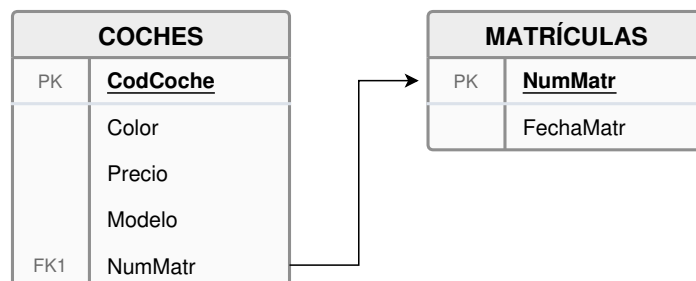 COCHES
PK CodCoche
Color
Precio
Modelo
FK1 NumMatr
MATRÍCULAS
PK NumMatr
FechaMatr